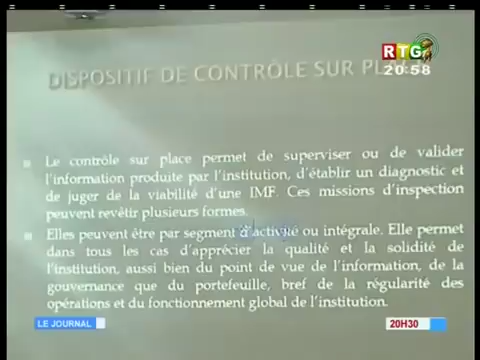 RTG
20:58
DISPOSITIF DE CONTRÔLE SUR PLACE
Le contrôle sur place permet de superviser ou de valider
l'information produite par l'institution, d'établir un diagnostic et
de juger de la viabilité d'une IMF. Ces missions d'inspection
peuvent revêtir plusieurs formes.
Elles peuvent être par segment d'activité ou intégrale. Elle permet
dans tous les cas d'apprécier la qualité et la solidité de
l'institution, aussi bien du point de vue de l'information, de la
gouvernance que du portefeuille, bref de la régularité des
opérations et du fonctionnement global de l'institution.
LE JOURNAL
20H30